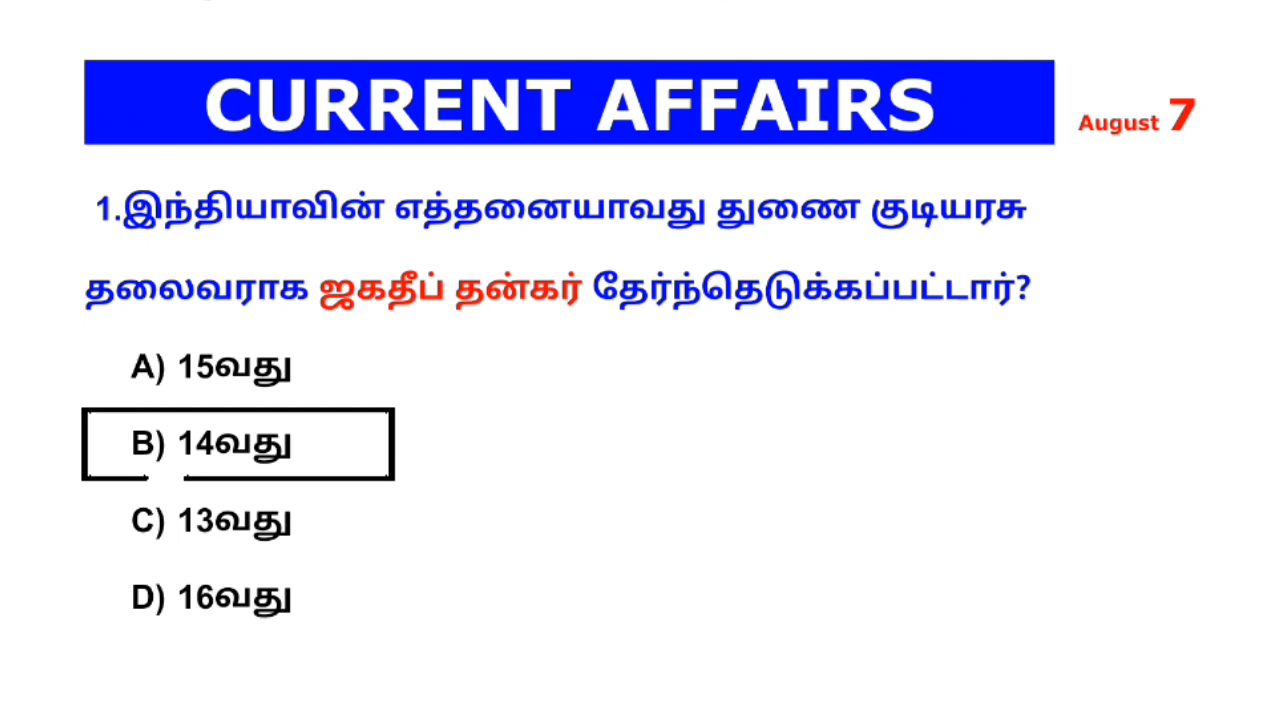 CURRENT AFFAIRS
August 7
1.இந்தியாவின் எத்தனையாவது துணை குடியரசு
தலைவராக ஜகதீப் தன்கர் தேர்ந்தெடுக்கப்பட்டார்?
A) 15வது
B) 14வது
C) 13வது
D) 16வது